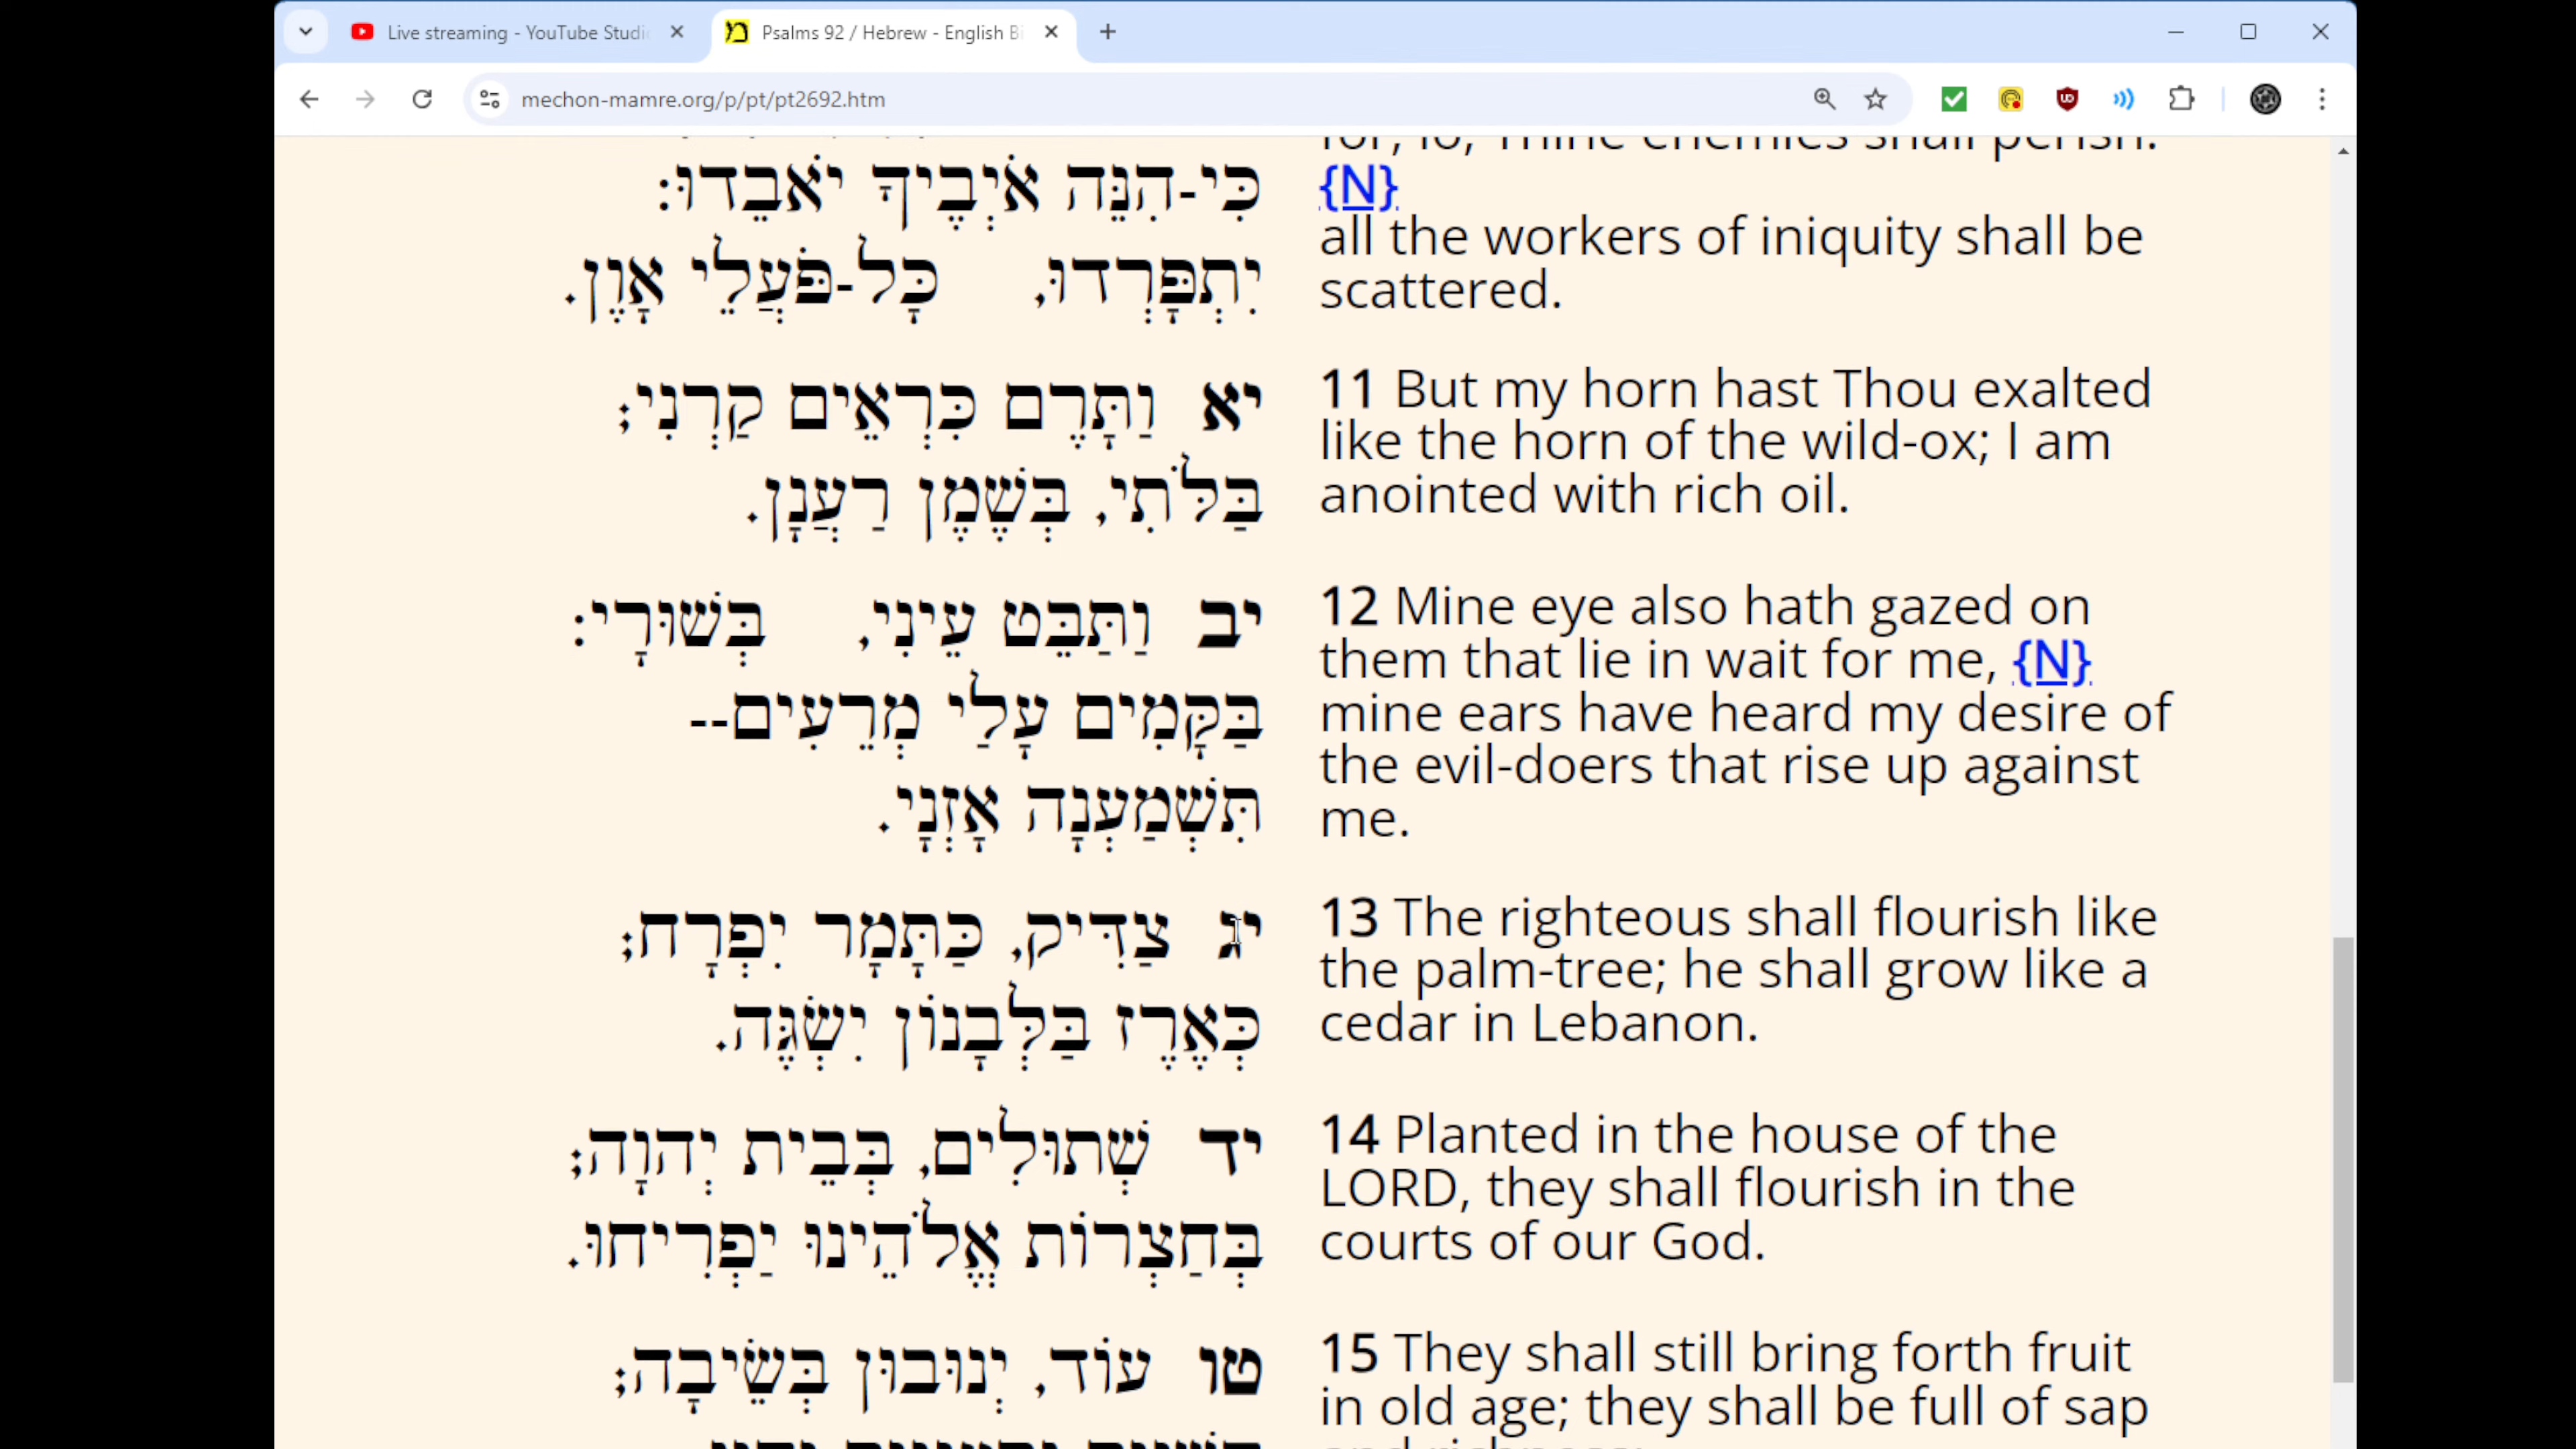 Live streaming - YouTube Studi
Psalms 92 / Hebrew - English Bi
mechon-mamre.org/p/pt/pt2692.htm
כִּי-הִנֵּה אֹיְבֶיךָ יֹאבֵדוּ:
יִתְפָּרְדוּ, כָּל-פֹּעֲלֵי אָוֶן.
יא וַתָּרֶם כִּרְאֵים קַרְנִי;
בַּלֹּתִי, בְּשֶׁמֶן רַעֲנָן.
יב וַתַּבֵּט עֵינִי, בְּשׁוּרָי:
בַּקָּמִים עָלַי מְרֵעִים--
תִּשְׁמַעְנָה אָזְנָי.
יג צַדִּיק, כַּתָּמָר יִפְרָח;
כְּאֶרֶז בַּלְּבָנוֹן יִשְׂגֶּה.
יד שְׁתוּלִים, בְּבֵית יְהוָה;
בְּחַצְרוֹת אֱלֹהֵינוּ יַפְרִיחוּ.
טו עוֹד, יְנוּבוּן בְּשֵׂיבָה;
for, lo, Thine enemies shall perish:
{N}
all the workers of iniquity shall be
scattered.
11 But my horn hast Thou exalted
like the horn of the wild-ox; I am
anointed with rich oil.
12 Mine eye also hath gazed on
them that lie in wait for me, {N}
mine ears have heard my desire of
the evil-doers that rise up against
me.
13 The righteous shall flourish like
the palm-tree; he shall grow like a
cedar in Lebanon.
14 Planted in the house of the
LORD, they shall flourish in the
courts of our God.
15 They shall still bring forth fruit
in old age; they shall be full of sap